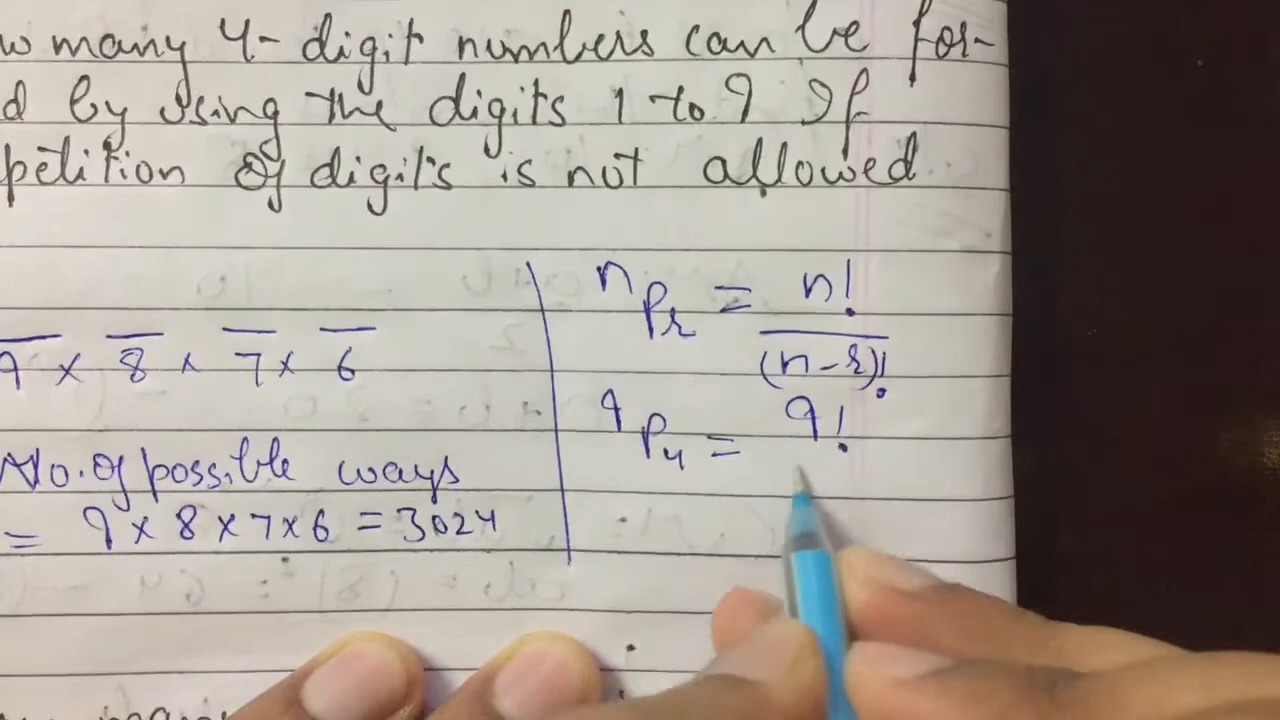 w many 4- digit numbers can be for-
d by using the digits 1 to 9 If
petition of digits is not allowed
9 × 8 × 7 × 6
No. of possible ways
= 9 × 8 × 7 × 6 = 3024
nPr = n!
(n-r)!
9P4 = 9!